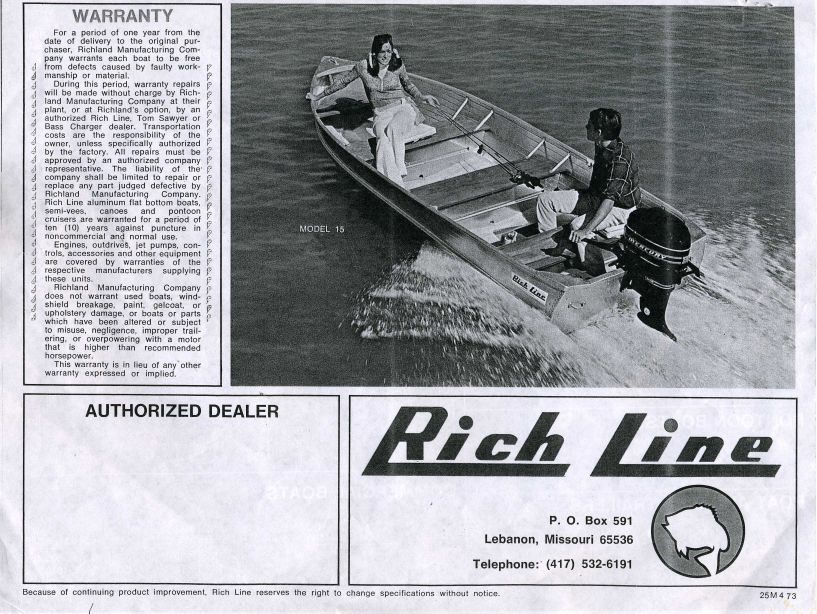 WARRANTY
For a period of one year from the
date of delivery to the original pur-
chaser, Richland Manufacturing Com-
pany warrants each boat to be free
from defects caused by faulty work-
manship or material.
During this period, warranty repairs
will be made without charge by Rich-
land Manufacturing Company at their
plant, or at Richland's option, by an
authorized Rich Line, Tom Sawyer or
Bass Charger dealer. Transportation
costs are the responsibility of the
owner, unless specifically authorized
by the factory. All repairs must be
approved by an authorized company
representative. The liability of the
company shall be limited to repair or
replace any part judged defective by
Richland Manufacturing Company.
Rich Line aluminum flat bottom boats,
semi-vees, canoes and pontoon
cruisers are warranted for a period of
ten (10) years against puncture in
noncommercial and normal use.
Engines, outdrives, jet pumps, con-
trols, accessories and other equipment
are covered by warranties of the
respective manufacturers supplying
these units.
Richland Manufacturing Company
does not warrant used boats, wind-
shield breakage, paint, gelcoat, or
upholstery damage, or boats or parts
which have been altered or subject
to misuse, negligence, improper trail-
ering, or overpowering with a motor
that is higher than recommended
horsepower.
This warranty is in lieu of any other
warranty expressed or implied.
MODEL 15
MERCURY
Rich Line
AUTHORIZED DEALER
Rich Line
P. O. Box 591
Lebanon, Missouri 65536
Telephone: (417) 532-6191
Because of continuing product improvement, Rich Line reserves the right to change specifications without notice.
25M 4 73